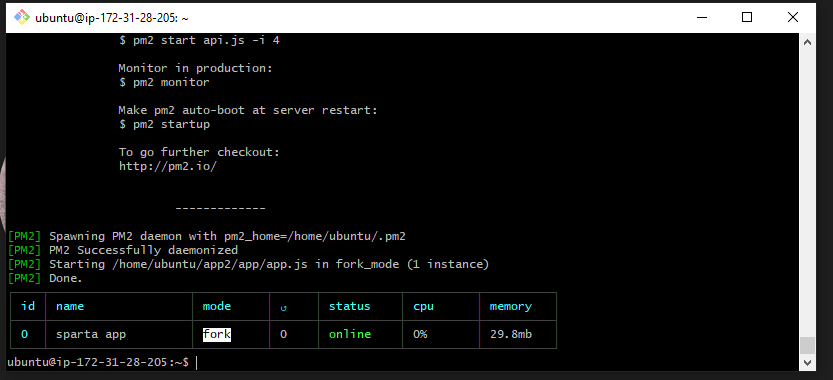 ubuntu@ip-172-31-28-205: ~
$ pm2 start api.js -i 4
Monitor in production:
$ pm2 monitor
Make pm2 auto-boot at server restart:
$ pm2 startup
To go further checkout:
http://pm2.io/
-------------
[PM2] Spawning PM2 daemon with pm2_home=/home/ubuntu/.pm2
[PM2] PM2 Successfully daemonized
[PM2] Starting /home/ubuntu/app2/app/app.js in fork_mode (1 instance)
[PM2] Done.
id name mode ↺ status cpu memory
0 sparta app fork 0 online 0% 29.8mb
ubuntu@ip-172-31-28-205:~$